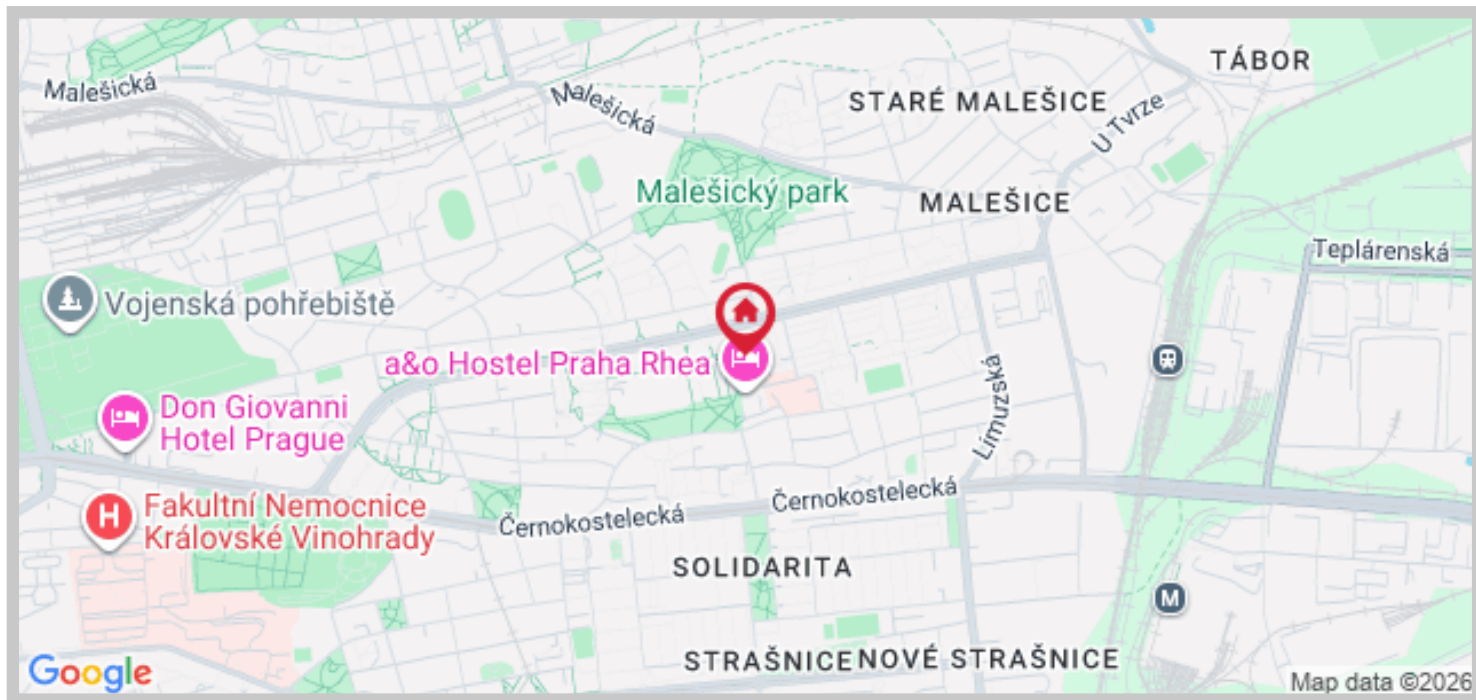 TÁBOR
Malešická
Malešická
STARÉ MALEŠICE
U Tvrze
Malešický park
MALEŠICE
Teplárenská
Vojenská pohřebiště
a&o Hostel Praha Rhea
Don Giovanni
Hotel Prague
Limuzská
Černokostelecká
Černokostelecká
H
Fakultní Nemocnice
Královské Vinohrady
SOLIDARITA
M
STRAŠNICE
NOVÉ STRAŠNICE
Google
Map data ©2026